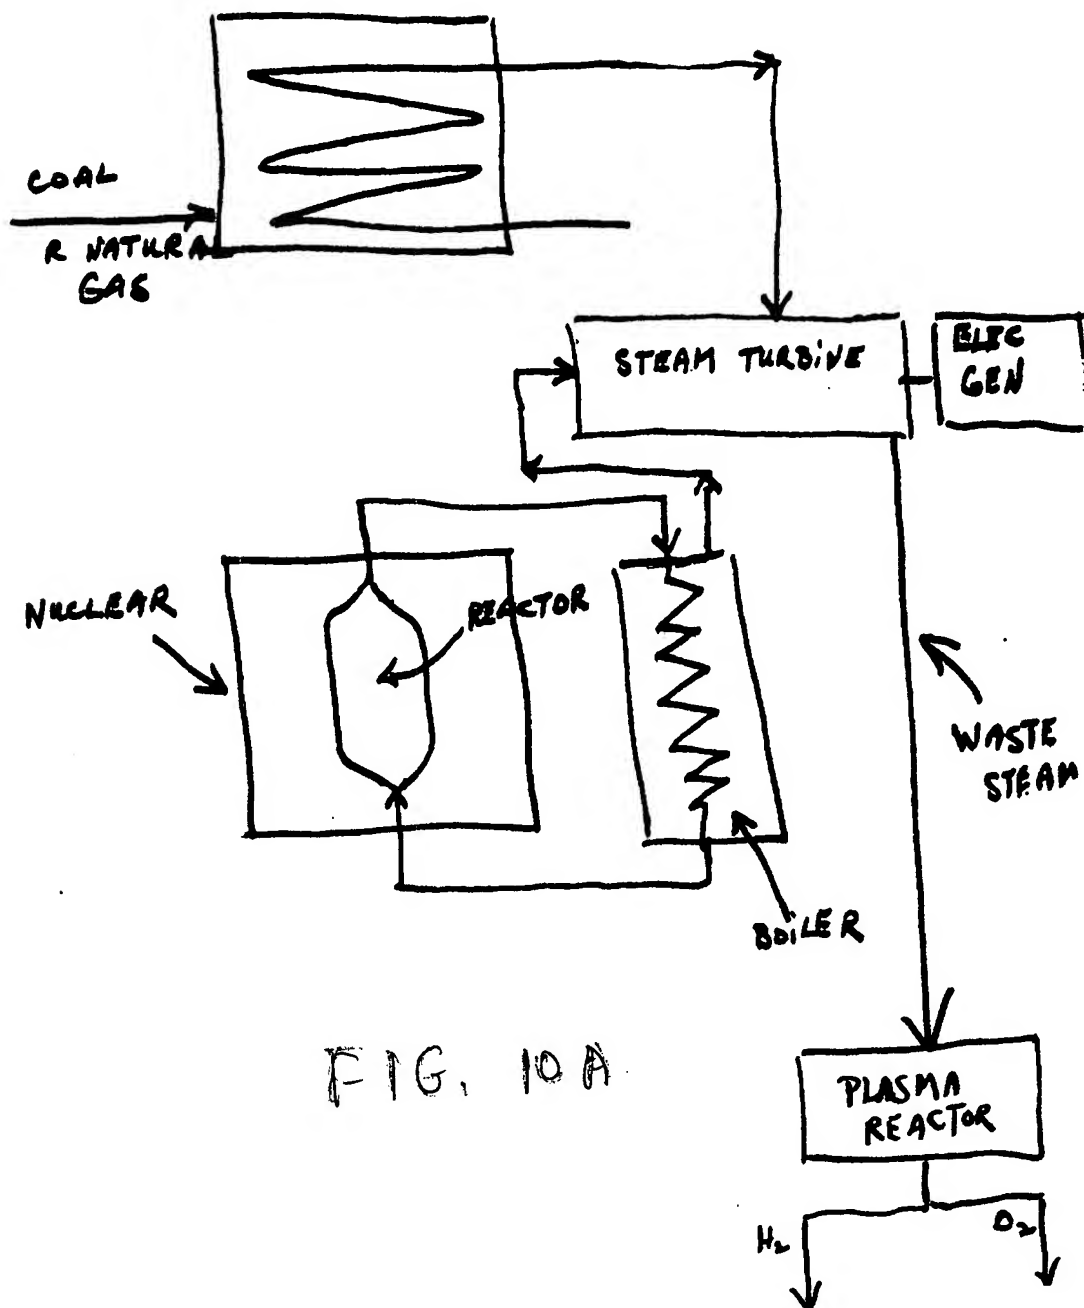 COAL
R NATURAL
GAS
STEAM TURBINE
ELEC
GEN
NUCLEAR
REACTOR
WASTE
STEAM
BOILER
FIG. 10A
PLASMA
REACTOR
H₂
O₂